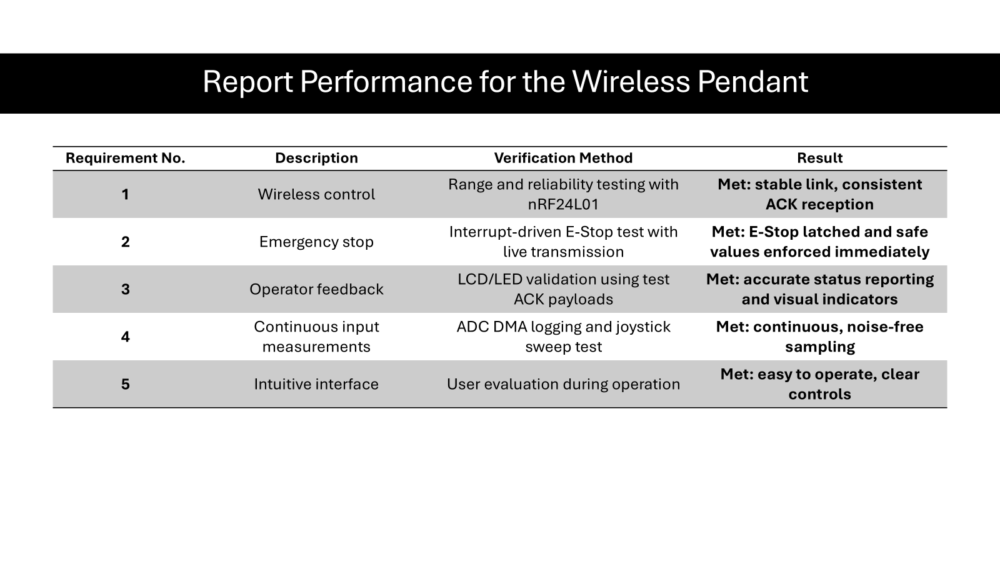 Report Performance for the Wireless Pendant
Requirement No. Description Verification Method Result
1 Wireless control Range and reliability testing with nRF24L01 Met: stable link, consistent ACK reception
2 Emergency stop Interrupt-driven E-Stop test with live transmission Met: E-Stop latched and safe values enforced immediately
3 Operator feedback LCD/LED validation using test ACK payloads Met: accurate status reporting and visual indicators
4 Continuous input measurements ADC DMA logging and joystick sweep test Met: continuous, noise-free sampling
5 Intuitive interface User evaluation during operation Met: easy to operate, clear controls